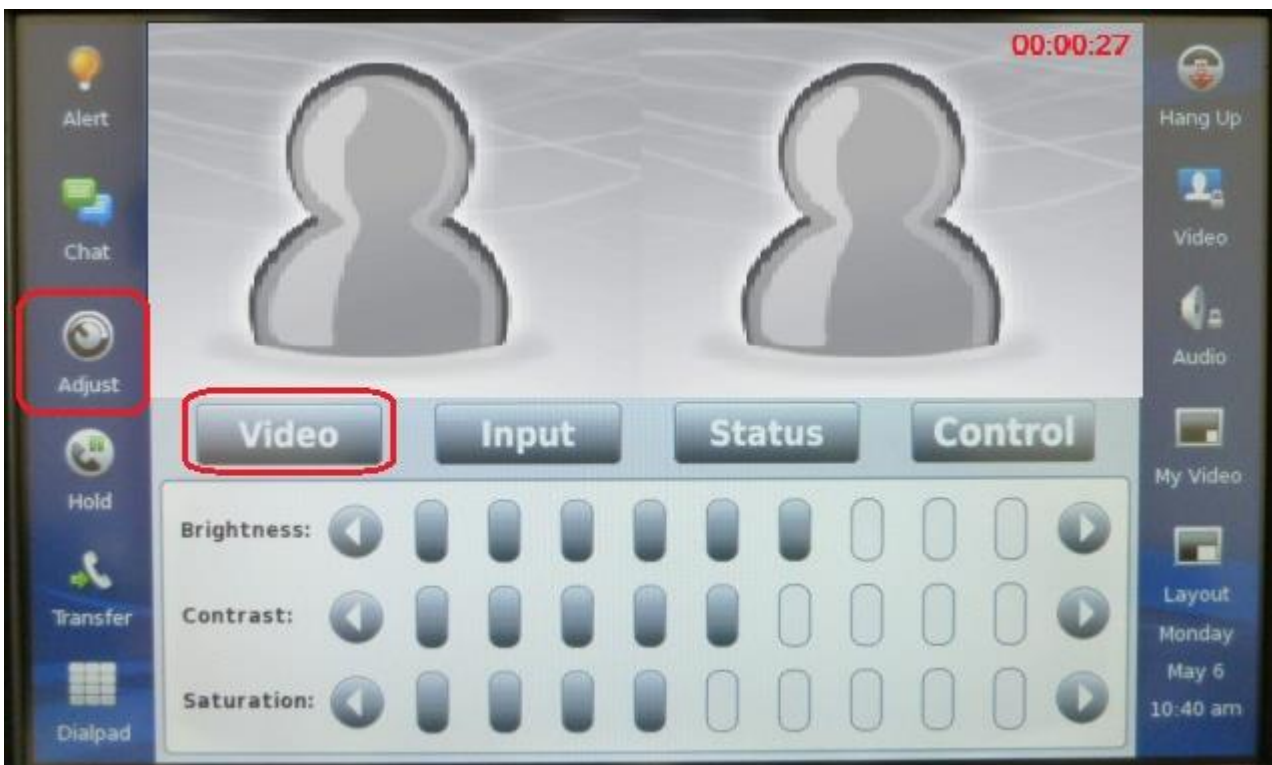 Alert
Chat
Adjust
Hold
Transfer
Dialpad
00:00:27
Video
Input
Status
Control
Brightness:
Contrast:
Saturation:
Hang Up
Video
Audio
My Video
Layout
Monday
May 6
10:40 am